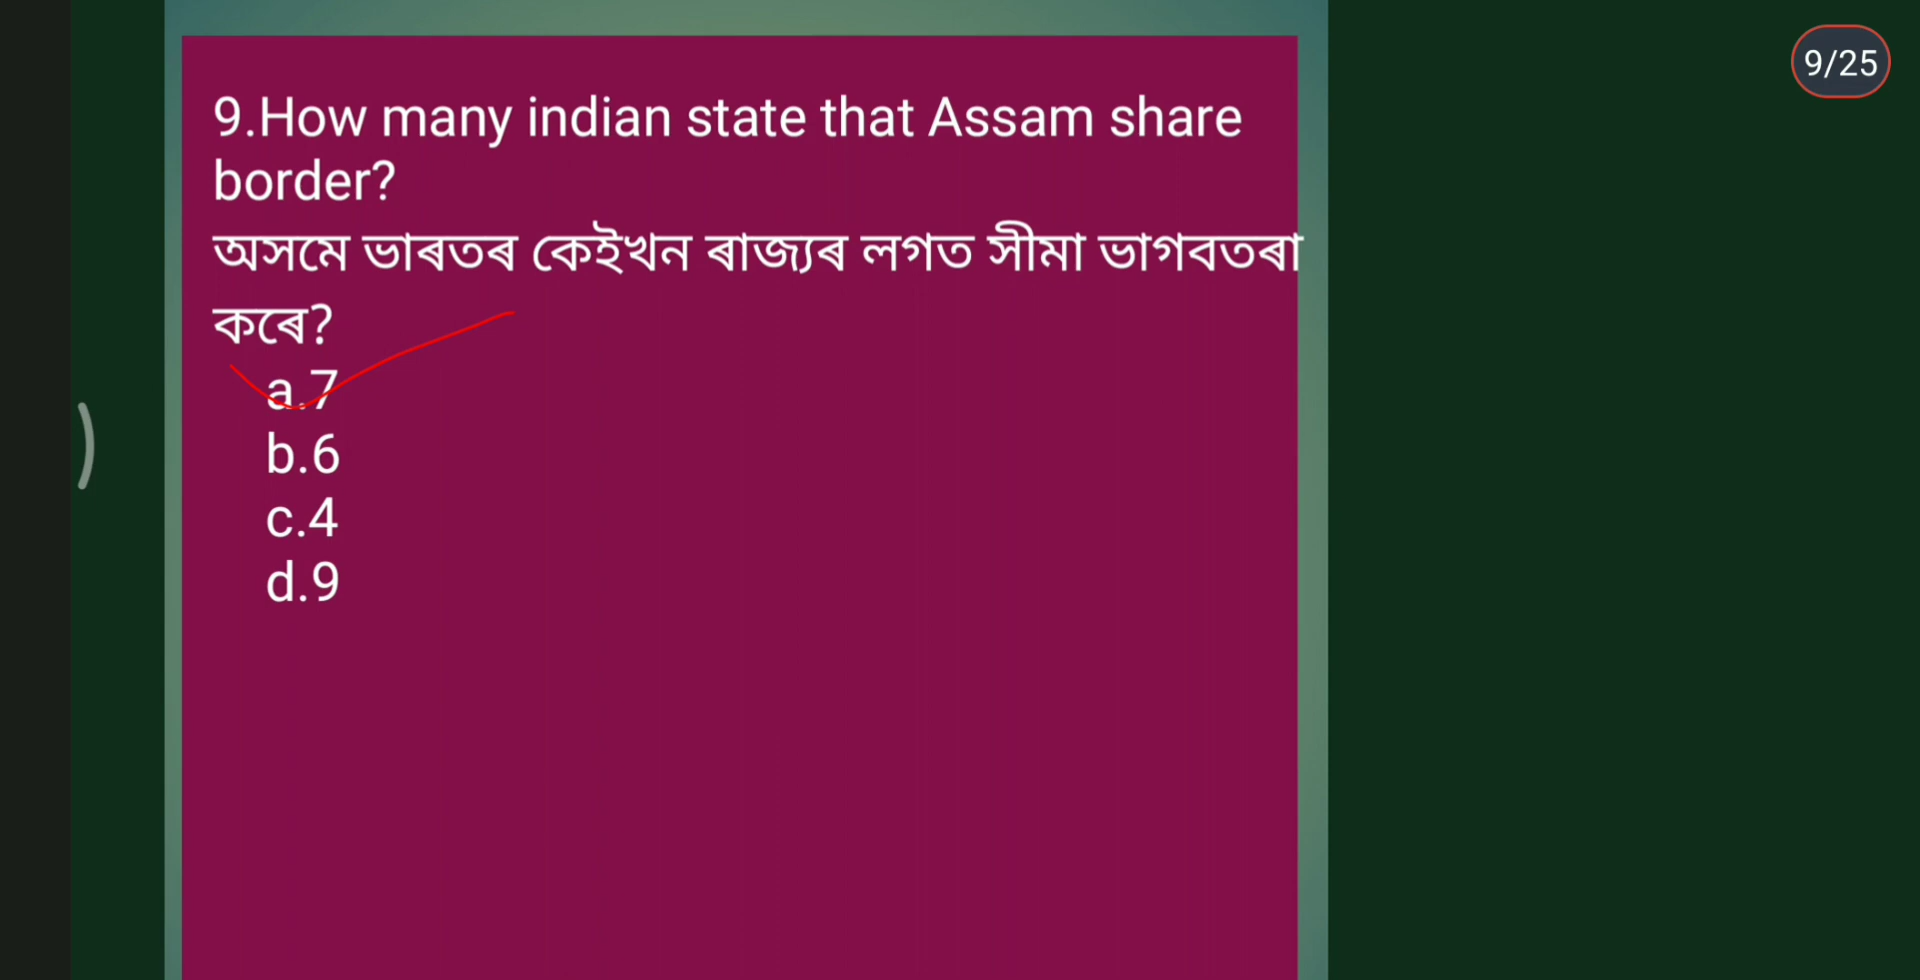 9/25
9.How many indian state that Assam share
border?
অসমে ভাৰতৰ কেইখন ৰাজ্যৰ লগত সীমা ভাগবতৰা
কৰে?
a.7
b.6
c.4
d.9